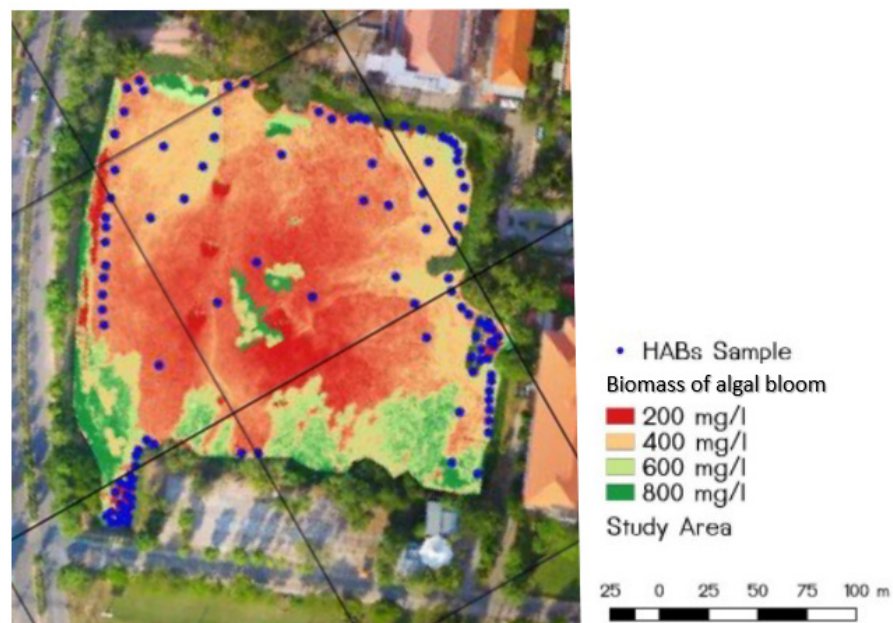 HABs Sample
Biomass of algal bloom
200 mg/l
400 mg/l
600 mg/l
800 mg/l
Study Area
25 0 25 50 75 100 m